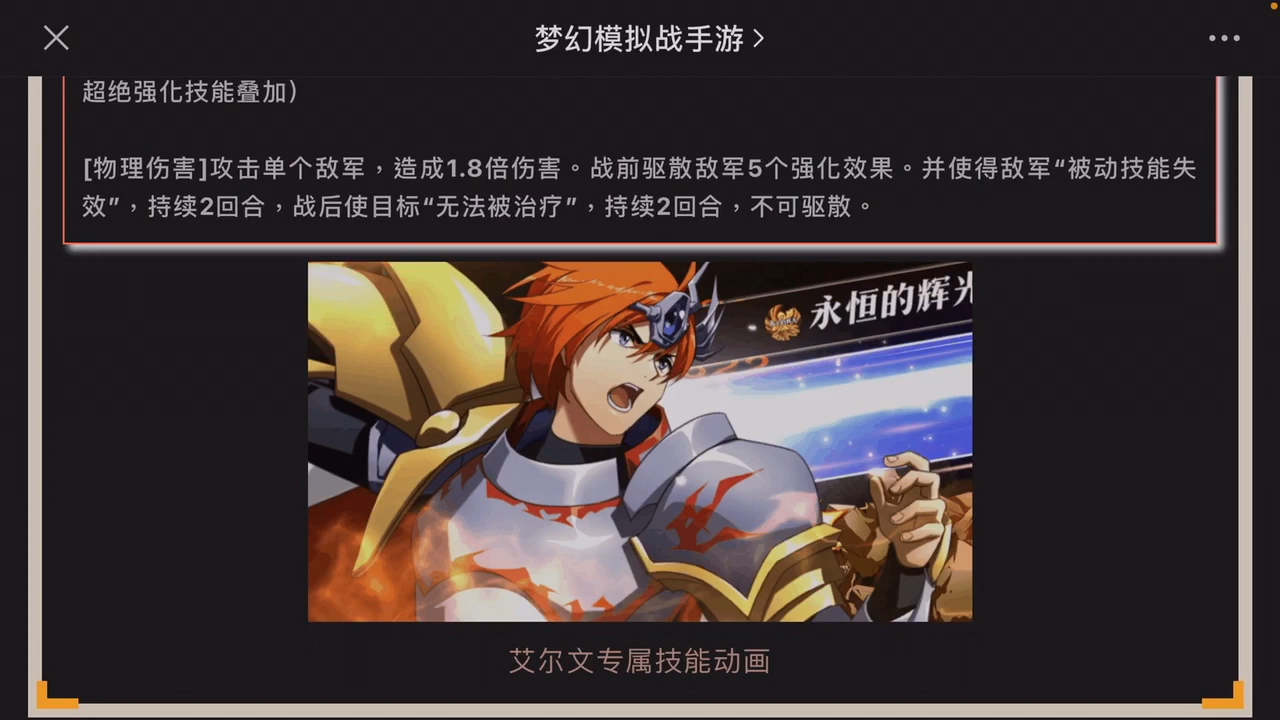 梦幻模拟战手游
超绝强化技能叠加）
[物理伤害]攻击单个敌军，造成1.8倍伤害。战前驱散敌军5个强化效果。并使得敌军“被动技能失
效”，持续2回合，战后使目标“无法被治疗”，持续2回合，不可驱散。
永恒的辉光
艾尔文专属技能动画